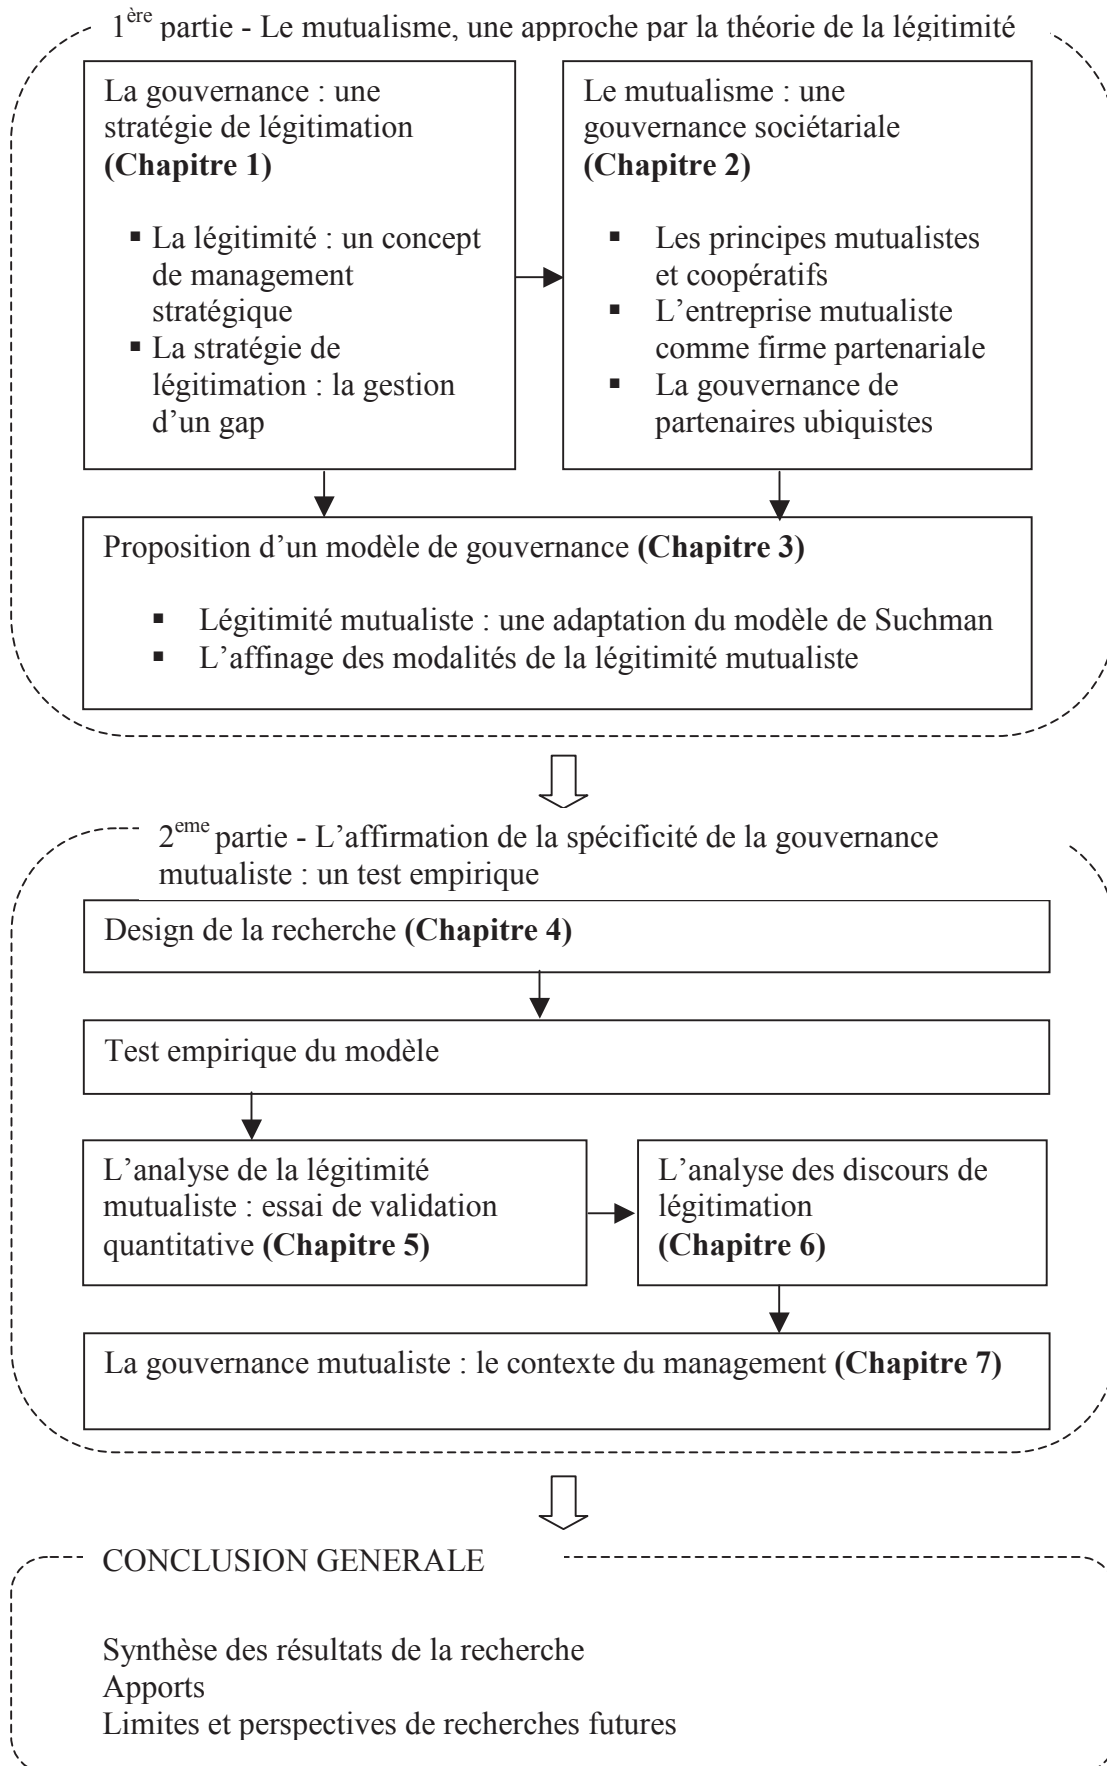 1ère partie - Le mutualisme, une approche par la théorie de la légitimité
La gouvernance : une
stratégie de légitimation
(Chapitre 1)
▪ La légitimité : un concept
de management
stratégique
▪ La stratégie de
légitimation : la gestion
d’un gap
Le mutualisme : une
gouvernance sociétariale
(Chapitre 2)
▪ Les principes mutualistes
et coopératifs
▪ L’entreprise mutualiste
comme firme partenariale
▪ La gouvernance de
partenaires ubiquistes
Proposition d’un modèle de gouvernance (Chapitre 3)
▪ Légitimité mutualiste : une adaptation du modèle de Suchman
▪ L’affinage des modalités de la légitimité mutualiste
2eme partie - L’affirmation de la spécificité de la gouvernance
mutualiste : un test empirique
Design de la recherche (Chapitre 4)
Test empirique du modèle
L’analyse de la légitimité
mutualiste : essai de validation
quantitative (Chapitre 5)
L’analyse des discours de
légitimation
(Chapitre 6)
La gouvernance mutualiste : le contexte du management (Chapitre 7)
CONCLUSION GENERALE
Synthèse des résultats de la recherche
Apports
Limites et perspectives de recherches futures